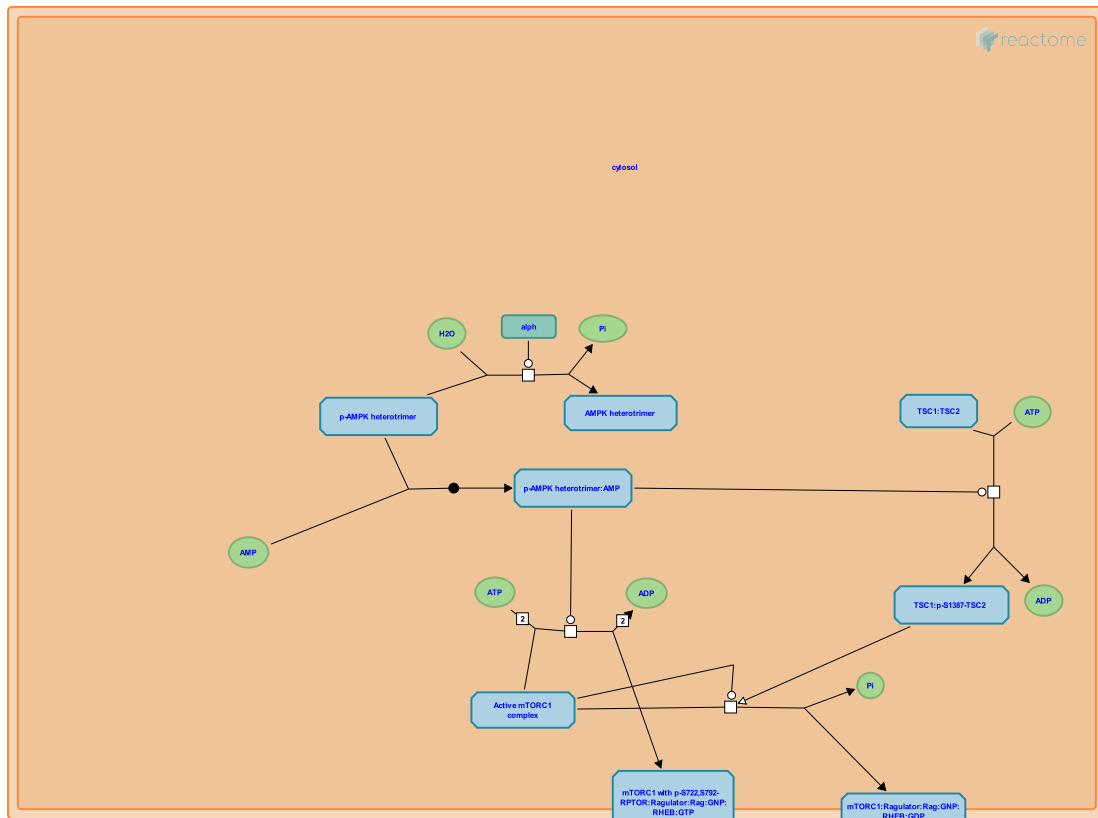 reactome
cytosol
H2O
alph
Pi
p-AMPK heterotrimer
AMPK heterotrimer
TSC1:TSC2
ATP
p-AMPK heterotrimer:AMP
AMP
ATP
2
ADP
2
TSC1:p-S1387-TSC2
ADP
Active mTORC1
complex
Pi
mTORC1 with p-S722,S792-
RPTOR:Ragulator:Rag:GNP:
RHEB:GTP
mTORC1:Ragulator:Rag:GNP:
RHEB:GDP